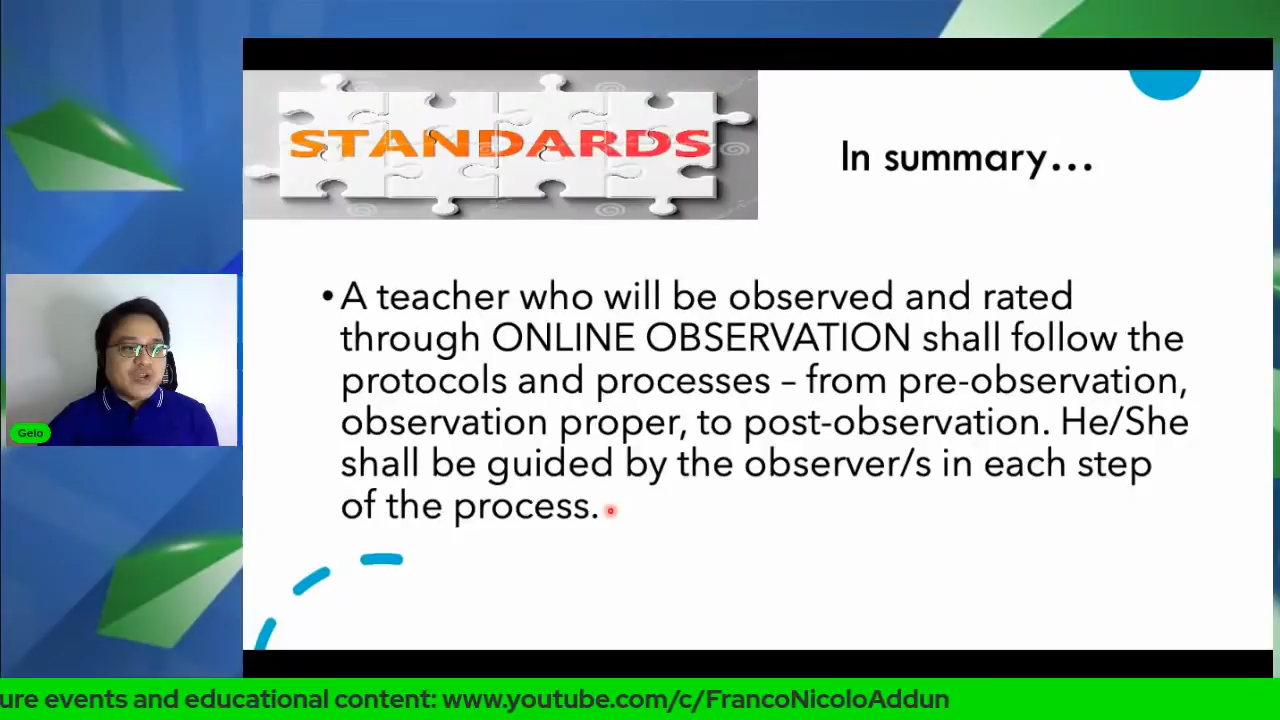 STANDARDS
In summary...
• A teacher who will be observed and rated
through ONLINE OBSERVATION shall follow the
protocols and processes – from pre-observation,
observation proper, to post-observation. He/She
shall be guided by the observer/s in each step
of the process.
Gelo
ure events and educational content: www.youtube.com/c/FrancoNicoloAddun